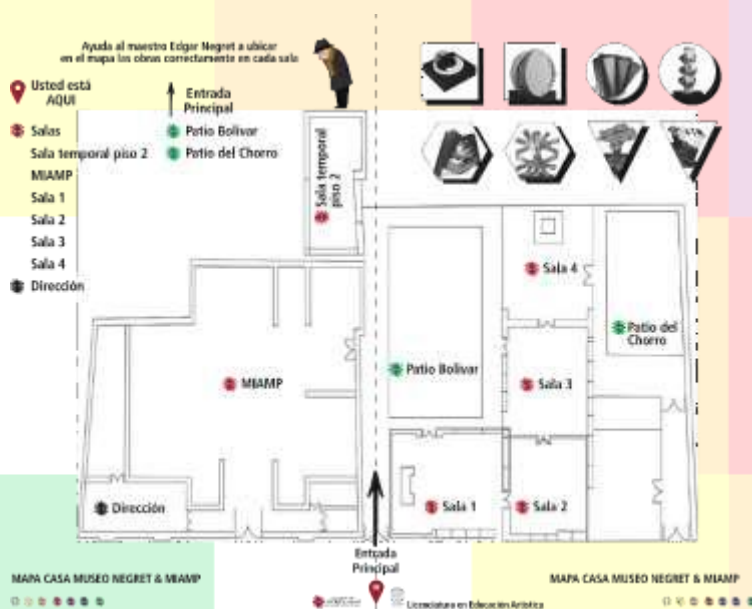 Ayuda al maestro Edgar Negret a ubicar
en el mapa las obras correctamente en cada sala
Usted está
AQUI
Entrada
Principal
Salas
Patio Bolivar
Patio del Chorro
Sala temporal piso 2
MIAMP
Sala 1
Sala 2
Sala 3
Sala 4
Dirección
Sala temporal
piso 2
Sala 4
Patio del
Chorro
Patio Bolivar
MIAMP
Sala 3
Sala 1
Sala 2
Dirección
Entrada
Principal
MAPA CASA MUSEO NEGRET & MIAMP
MAPA CASA MUSEO NEGRET & MIAMP
Licenciatura en Educación Artística